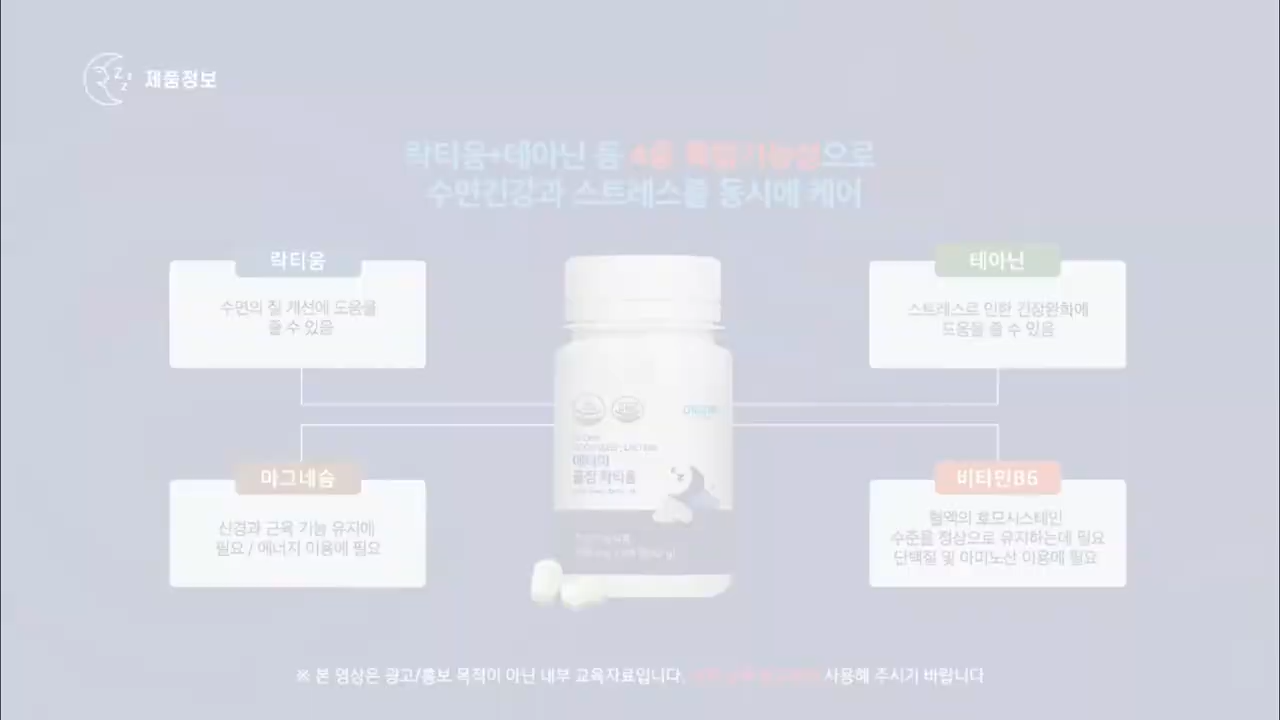 제품정보
락티움+테아닌 등 4중 복합기능성으로
수면건강과 스트레스를 동시에 케어
락티움
수면의 질 개선에 도움을
줄 수 있음
테아닌
스트레스로 인한 긴장완화에
도움을 줄 수 있음
애터미
꿀잠 락티움
마그네슘
신경과 근육 기능 유지에
필요 / 에너지 이용에 필요
비타민B6
혈액의 호모시스테인
수준을 정상으로 유지하는데 필요
단백질 및 아미노산 이용에 필요
※ 본 영상은 광고/홍보 목적이 아닌 내부 교육자료입니다. 사용해 주시기 바랍니다